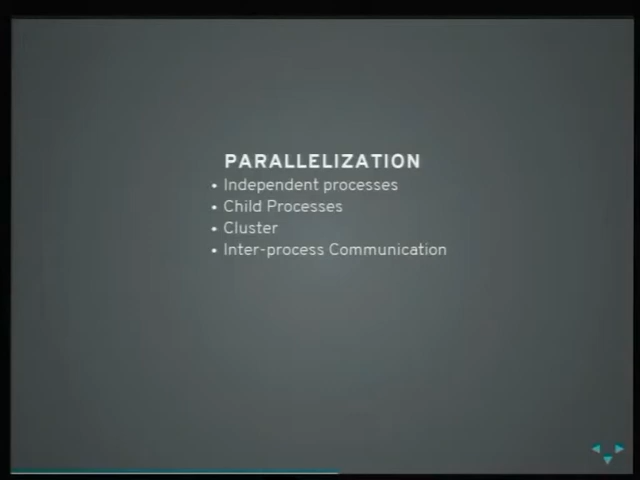 PARALLELIZATION
• Independent processes
• Child Processes
• Cluster
• Inter-process Communication